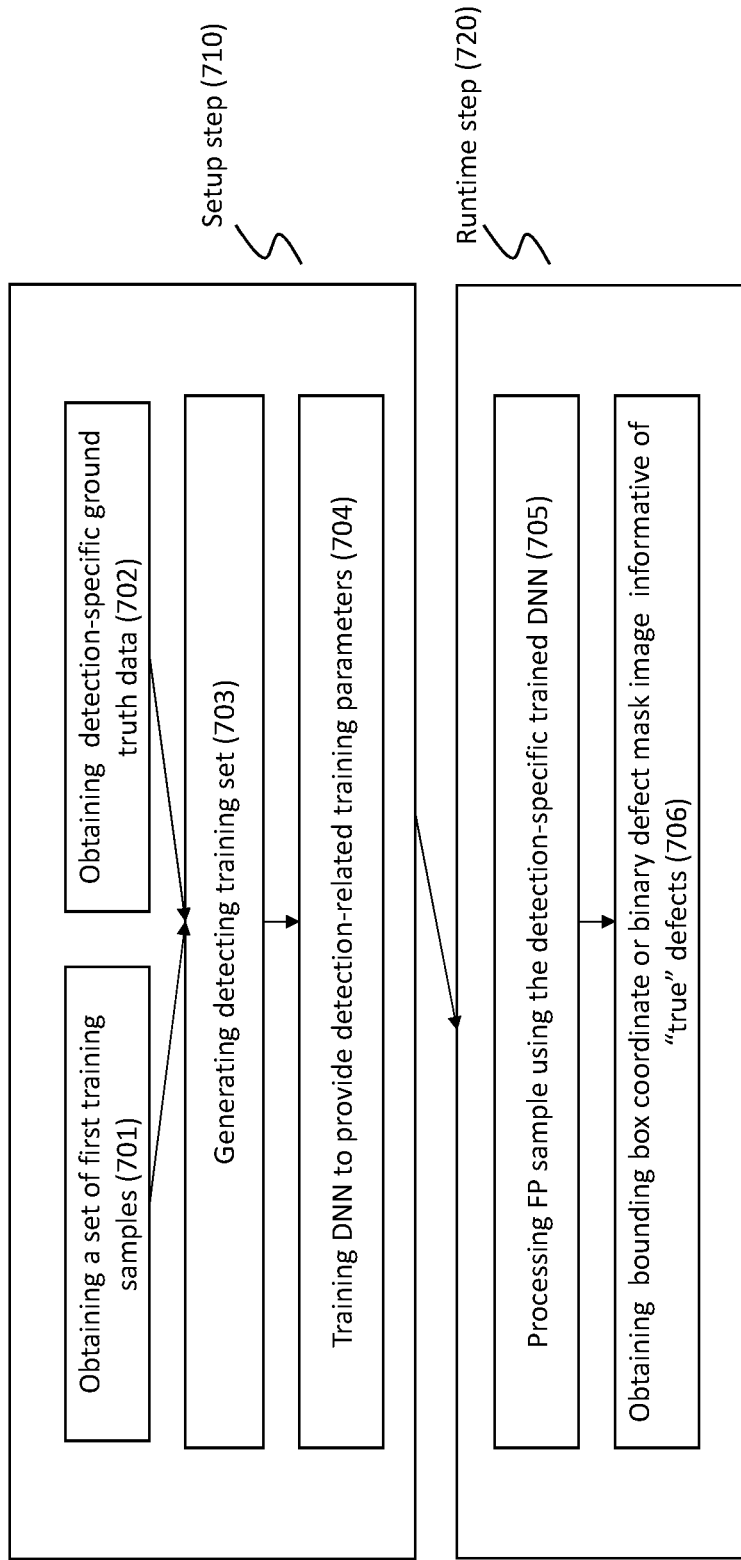 Obtaining a set of first training
samples (701)
Obtaining detection-specific ground
truth data (702)
Generating detecting training set (703)
Training DNN to provide detection-related training parameters (704)
Setup step (710)
Processing FP sample using the detection-specific trained DNN (705)
Obtaining bounding box coordinate or binary defect mask image informative of
“true” defects (706)
Runtime step (720)